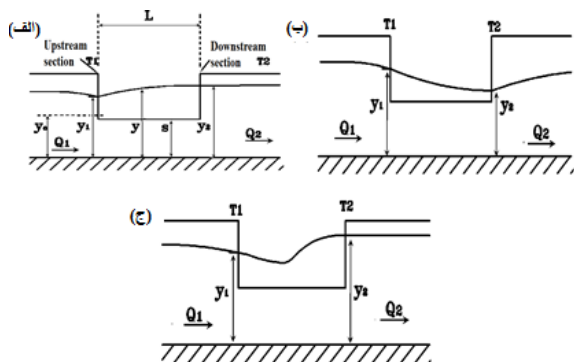 (الف)
L
Upstream section
T1
Downstream section
T2
y₁
y
s
y₂
Q1
Q2
(ب)
T1
T2
y₁
y₂
Q1
Q2
(ج)
T1
T2
y₁
y₂
Q1
Q2